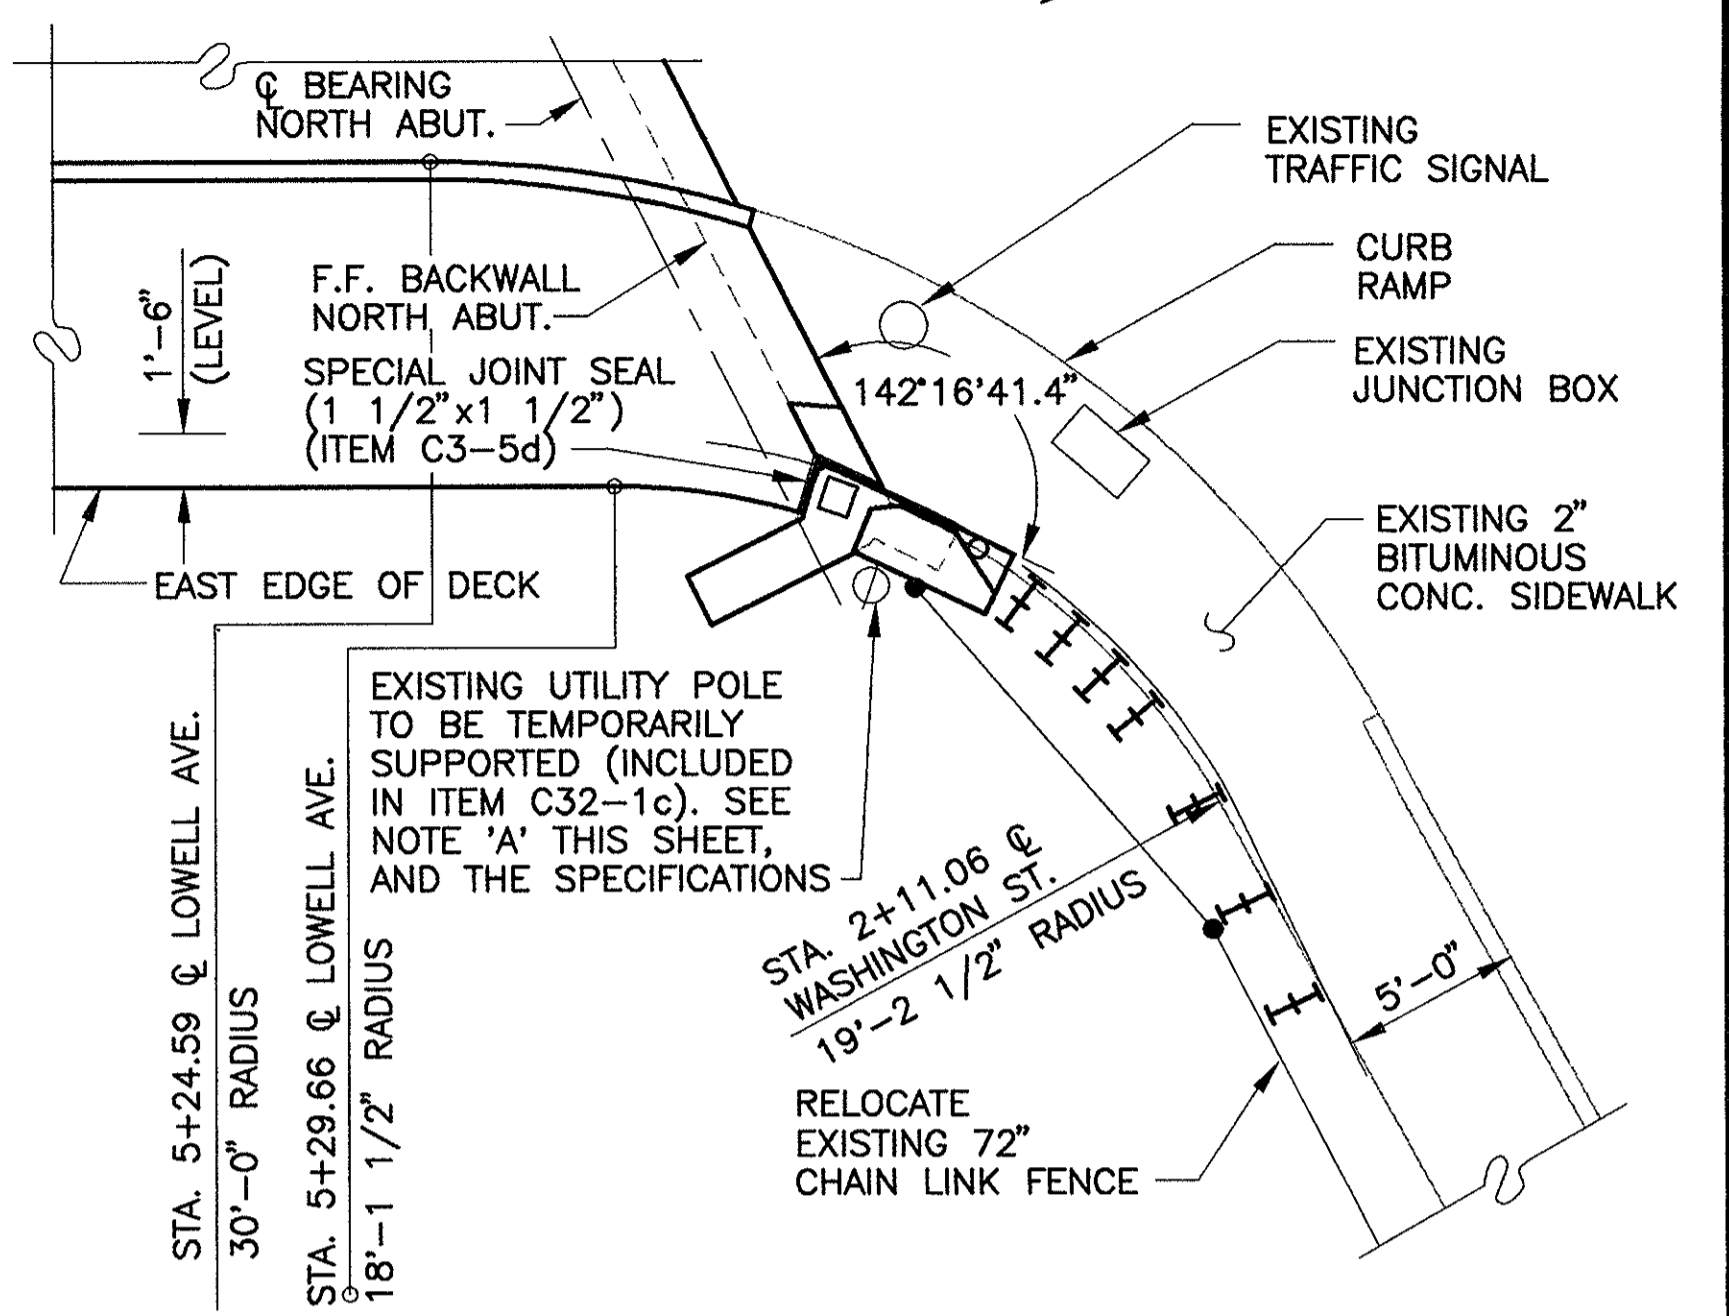 ℄ BEARING
NORTH ABUT.
EXISTING
TRAFFIC SIGNAL
CURB
RAMP
1'-6"
(LEVEL)
F.F. BACKWALL
NORTH ABUT.
SPECIAL JOINT SEAL
(1 1/2"x1 1/2")
(ITEM C3-5d)
142°16'41.4"
EXISTING
JUNCTION BOX
EXISTING 2"
BITUMINOUS
CONC. SIDEWALK
EAST EDGE OF DECK
EXISTING UTILITY POLE
TO BE TEMPORARILY
SUPPORTED (INCLUDED
IN ITEM C32-1c). SEE
NOTE 'A' THIS SHEET,
AND THE SPECIFICATIONS
STA. 5+24.59 ℄ LOWELL AVE.
30'-0" RADIUS
STA. 5+29.66 ℄ LOWELL AVE.
18'-1 1/2" RADIUS
STA. 2+11.06 ℄
WASHINGTON ST.
19'-2 1/2" RADIUS
5'-0"
RELOCATE
EXISTING 72"
CHAIN LINK FENCE